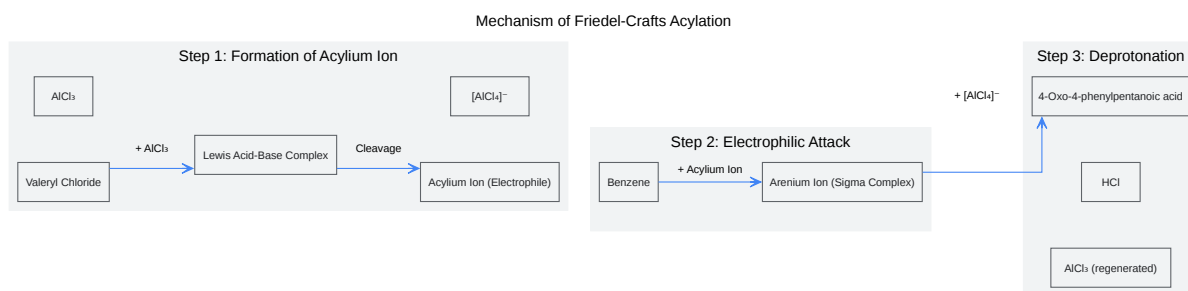 Mechanism of Friedel-Crafts Acylation
Step 1: Formation of Acylium Ion
AlCl₃
[AlCl₄]⁻
Valeryl Chloride
+ AlCl₃
Lewis Acid-Base Complex
Cleavage
Acylium Ion (Electrophile)
Step 2: Electrophilic Attack
Benzene
+ Acylium Ion
Arenium Ion (Sigma Complex)
+ [AlCl₄]⁻
Step 3: Deprotonation
4-Oxo-4-phenylpentanoic acid
HCl
AlCl₃ (regenerated)